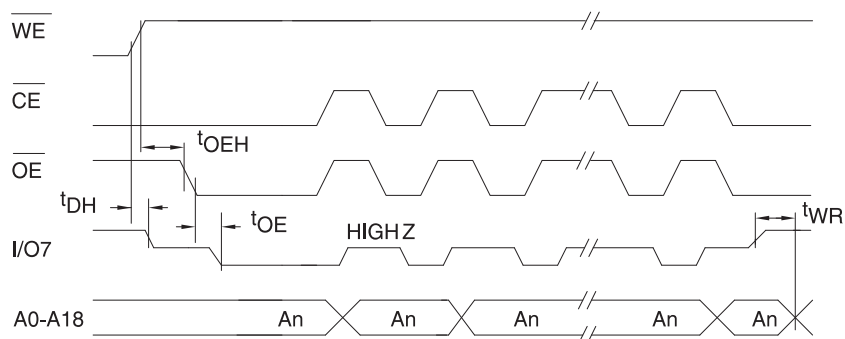 WE
CE
tOEH
OE
tDH
tOE
tWR
HIGH Z
I/O7
A0-A18 An An An An An